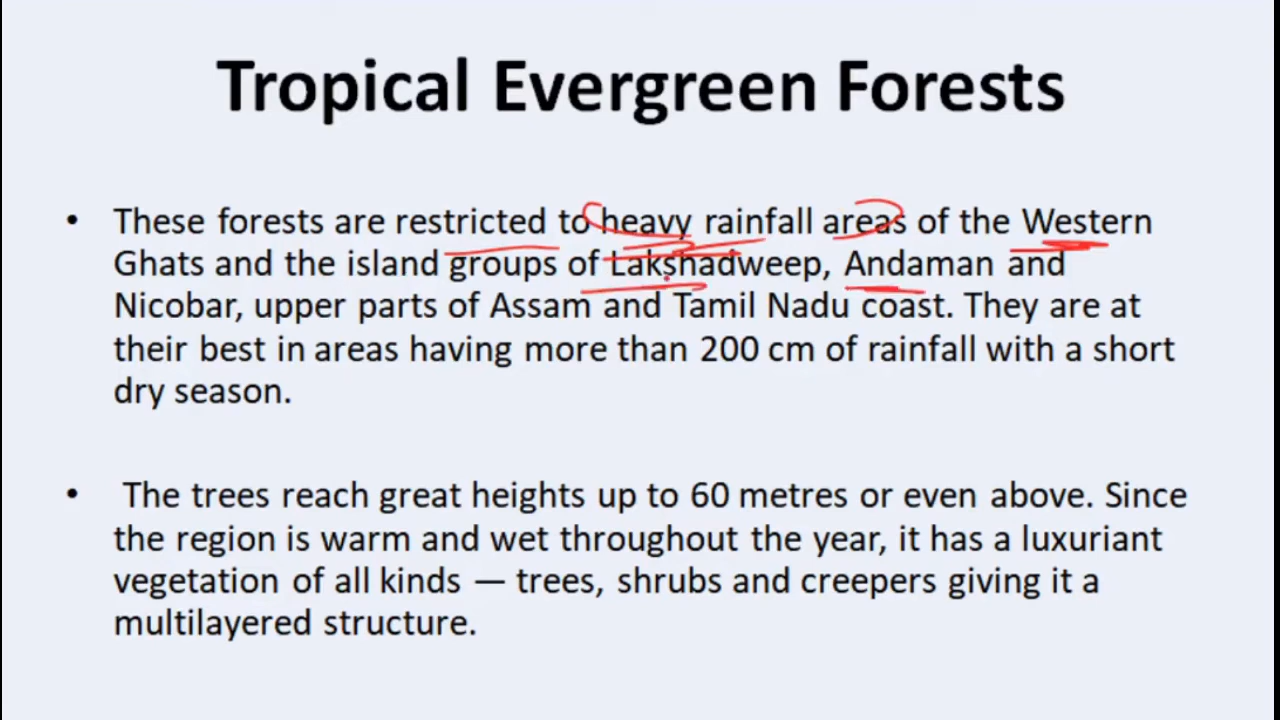 Tropical Evergreen Forests
• These forests are restricted to heavy rainfall areas of the Western
Ghats and the island groups of Lakshadweep, Andaman and
Nicobar, upper parts of Assam and Tamil Nadu coast. They are at
their best in areas having more than 200 cm of rainfall with a short
dry season.
• The trees reach great heights up to 60 metres or even above. Since
the region is warm and wet throughout the year, it has a luxuriant
vegetation of all kinds — trees, shrubs and creepers giving it a
multilayered structure.